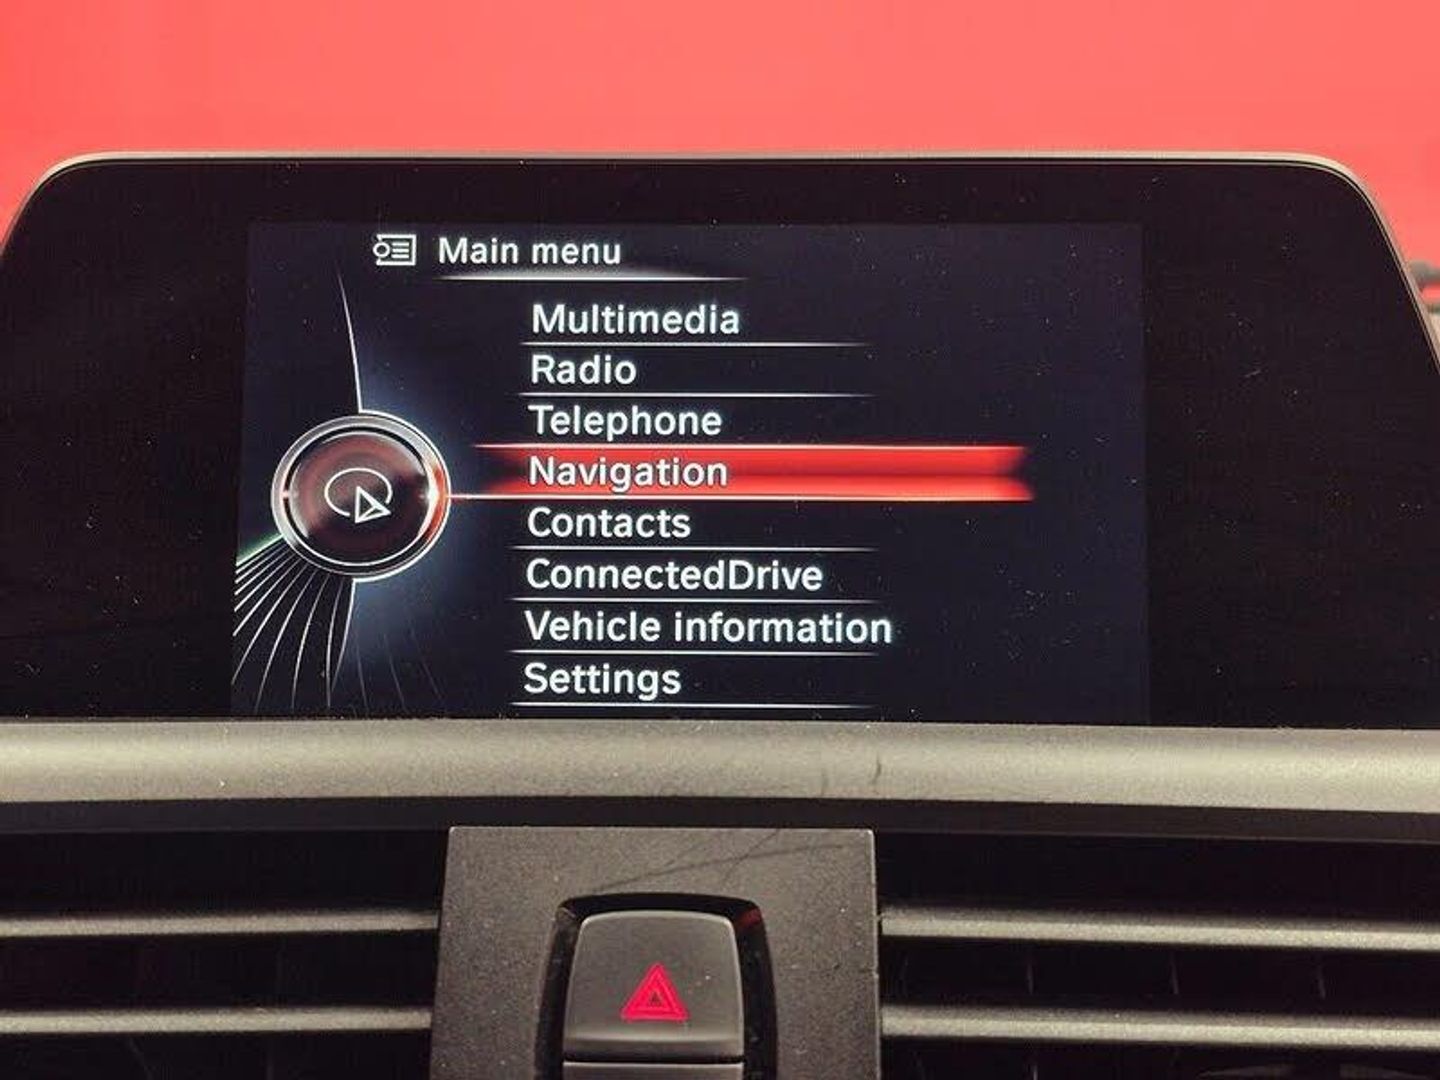 Main menu
Multimedia
Radio
Telephone
Navigation
Contacts
ConnectedDrive
Vehicle information
Settings